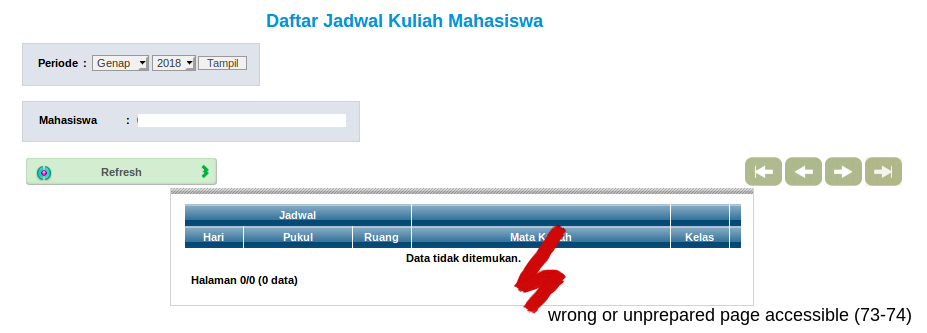 Daftar Jadwal Kuliah Mahasiswa
Periode : Genap 2018 Tampil
Mahasiswa :
Refresh
Jadwal
Hari Pukul Ruang Mata Kuliah Kelas
Data tidak ditemukan.
Halaman 0/0 (0 data)
wrong or unprepared page accessible (73-74)